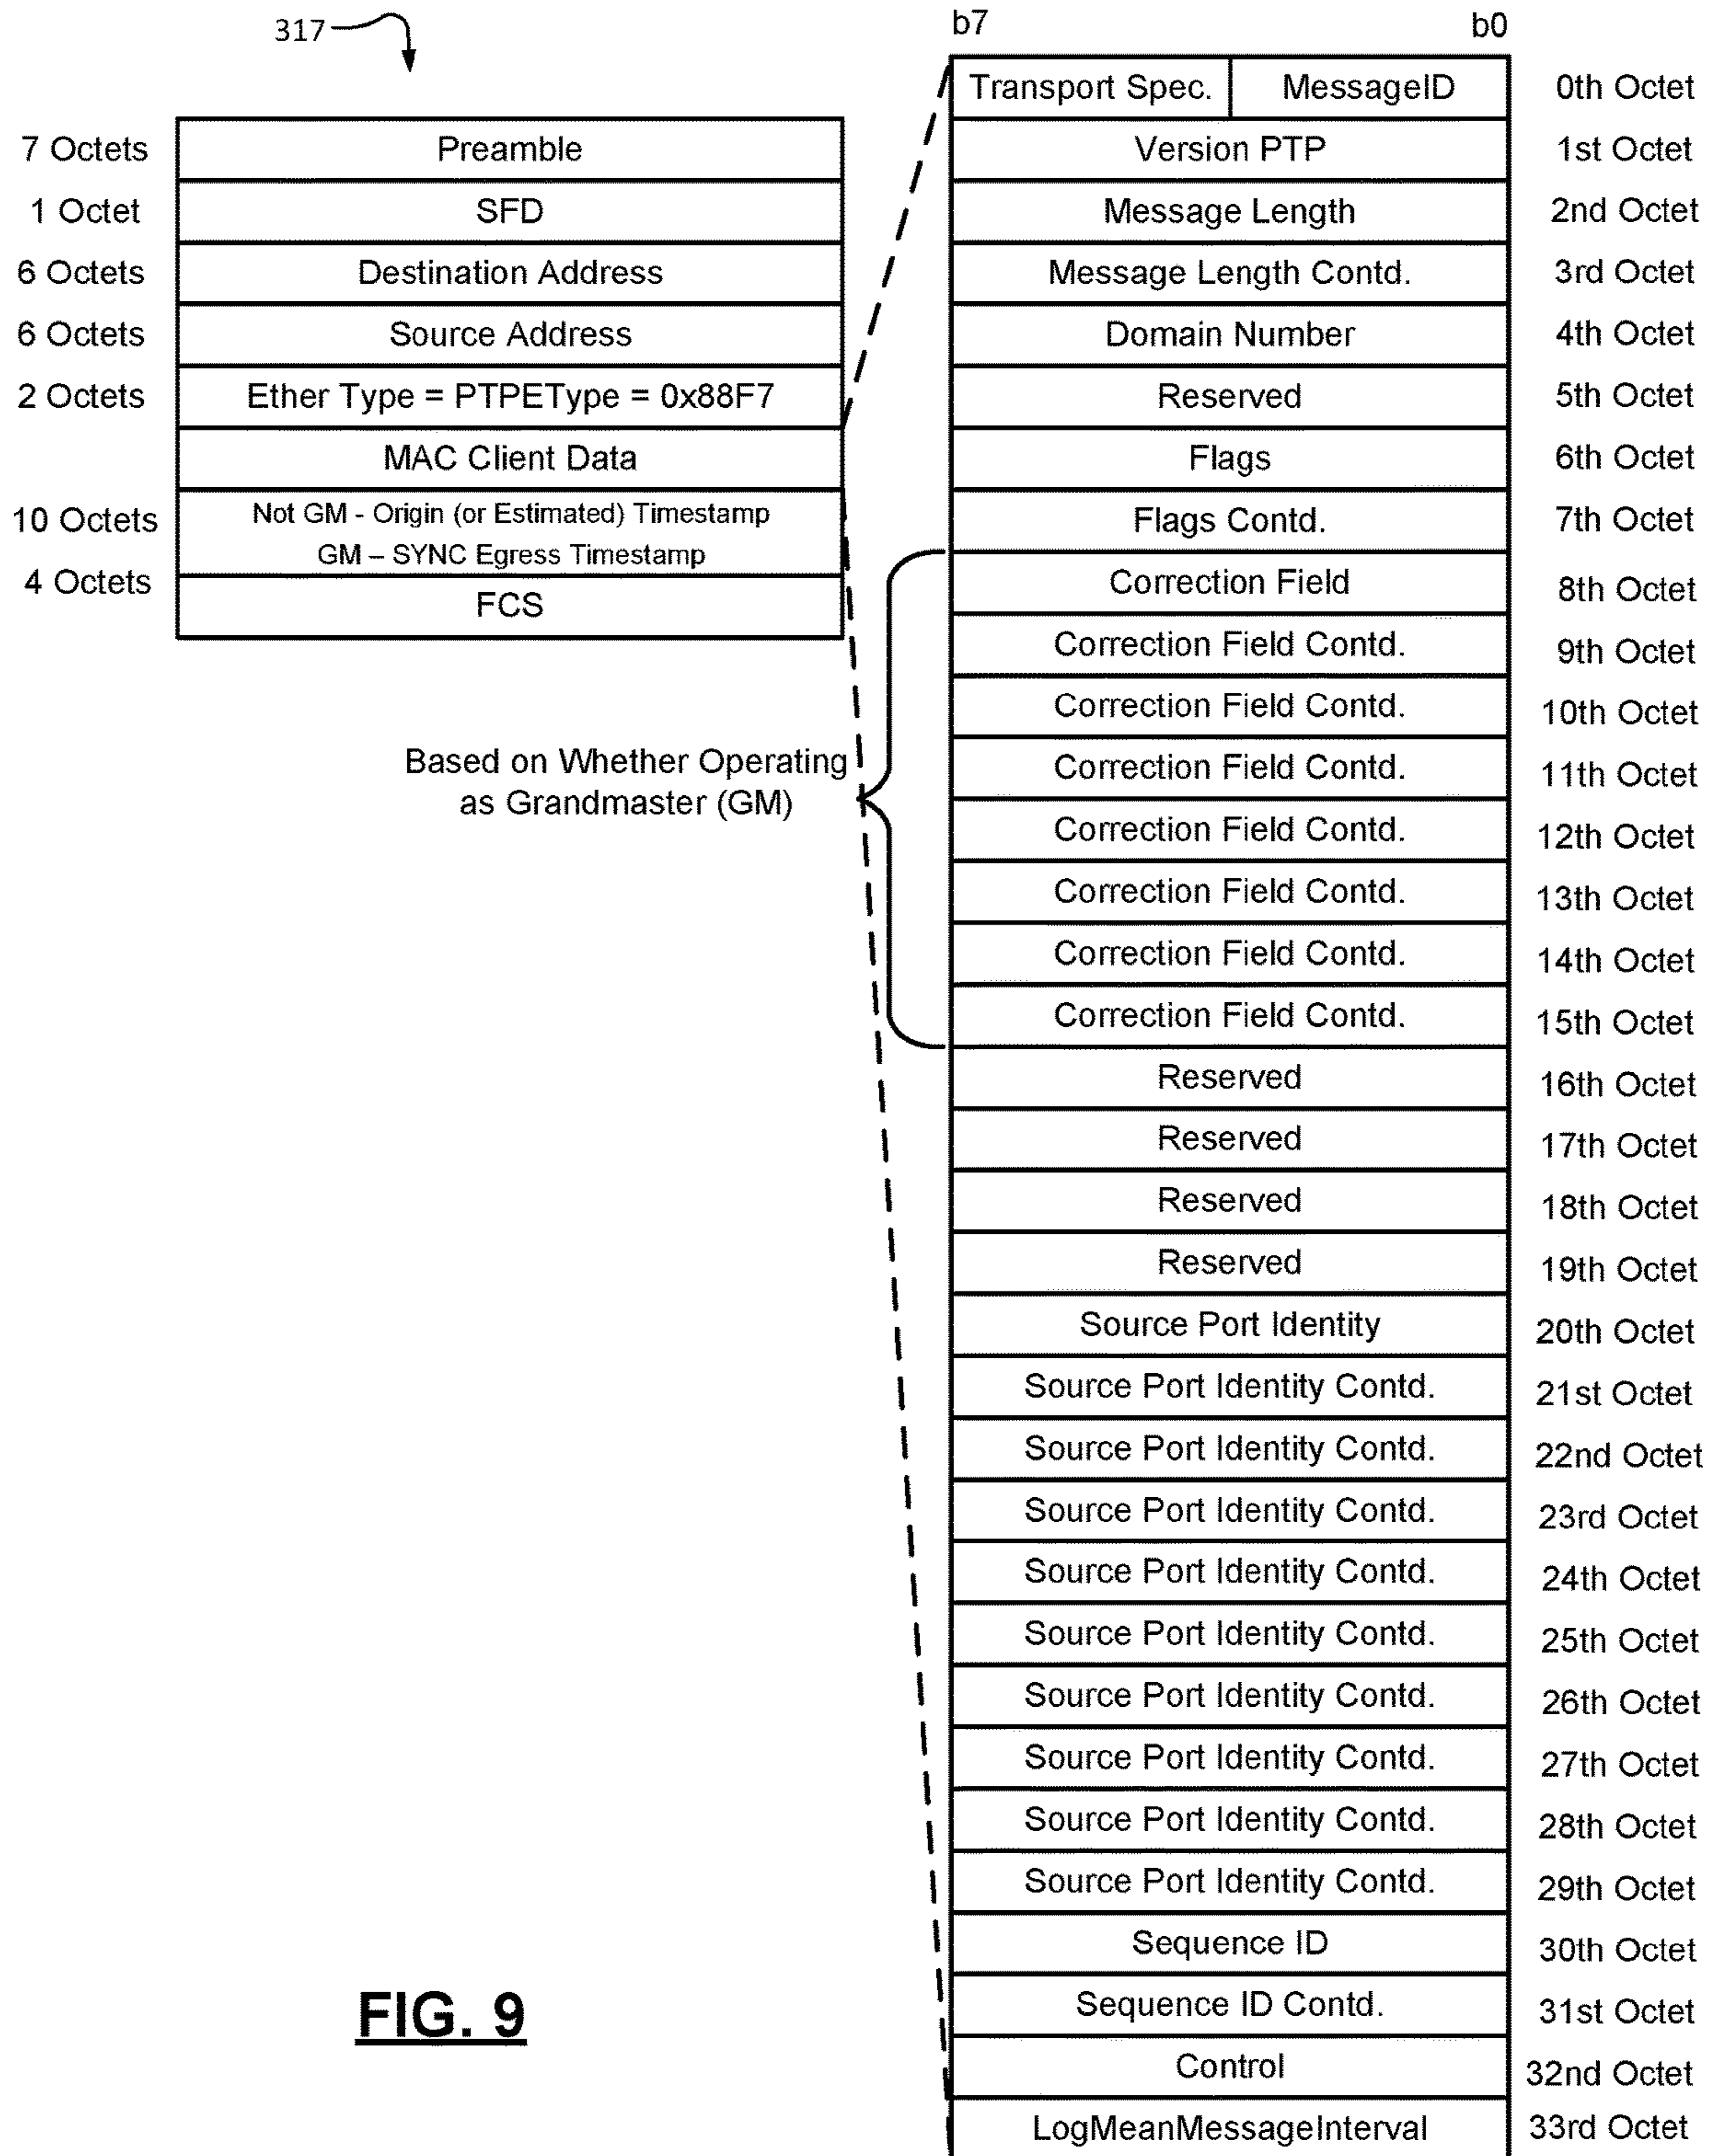 317
7 Octets Preamble
1 Octet SFD
6 Octets Destination Address
6 Octets Source Address
2 Octets Ether Type = PTPEType = 0x88F7
MAC Client Data
10 Octets Not GM - Origin (or Estimated) Timestamp
GM – SYNC Egress Timestamp
4 Octets FCS
Based on Whether Operating
as Grandmaster (GM)
b7 b0
Transport Spec. MessageID 0th Octet
Version PTP 1st Octet
Message Length 2nd Octet
Message Length Contd. 3rd Octet
Domain Number 4th Octet
Reserved 5th Octet
Flags 6th Octet
Flags Contd. 7th Octet
Correction Field 8th Octet
Correction Field Contd. 9th Octet
Correction Field Contd. 10th Octet
Correction Field Contd. 11th Octet
Correction Field Contd. 12th Octet
Correction Field Contd. 13th Octet
Correction Field Contd. 14th Octet
Correction Field Contd. 15th Octet
Reserved 16th Octet
Reserved 17th Octet
Reserved 18th Octet
Reserved 19th Octet
Source Port Identity 20th Octet
Source Port Identity Contd. 21st Octet
Source Port Identity Contd. 22nd Octet
Source Port Identity Contd. 23rd Octet
Source Port Identity Contd. 24th Octet
Source Port Identity Contd. 25th Octet
Source Port Identity Contd. 26th Octet
Source Port Identity Contd. 27th Octet
Source Port Identity Contd. 28th Octet
Source Port Identity Contd. 29th Octet
Sequence ID 30th Octet
Sequence ID Contd. 31st Octet
Control 32nd Octet
LogMeanMessageInterval 33rd Octet
FIG. 9